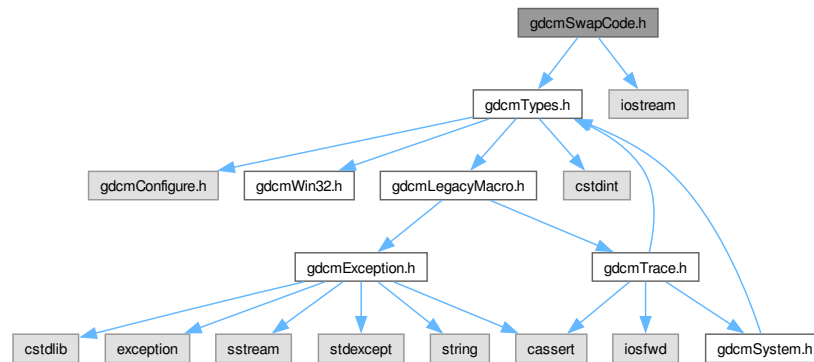 gdcmSwapCode.h
gdcmTypes.h
iostream
gdcmConfigure.h
gdcmWin32.h
gdcmLegacyMacro.h
cstdint
gdcmException.h
gdcmTrace.h
cstdlib
exception
sstream
stdexcept
string
cassert
iosfwd
gdcmSystem.h